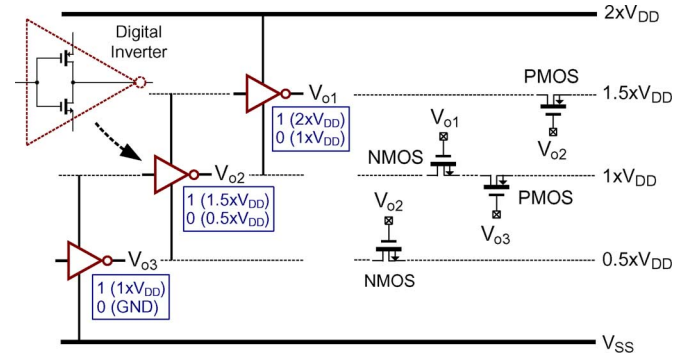 2xV_DD
Digital
Inverter
PMOS
V_o1
1.5xV_DD
1 (2xV_DD)
0 (1xV_DD)
V_o1
V_o2
NMOS
V_o2
1xV_DD
1 (1.5xV_DD)
0 (0.5xV_DD)
PMOS
V_o2
V_o3
V_o3
0.5xV_DD
NMOS
1 (1xV_DD)
0 (GND)
V_SS